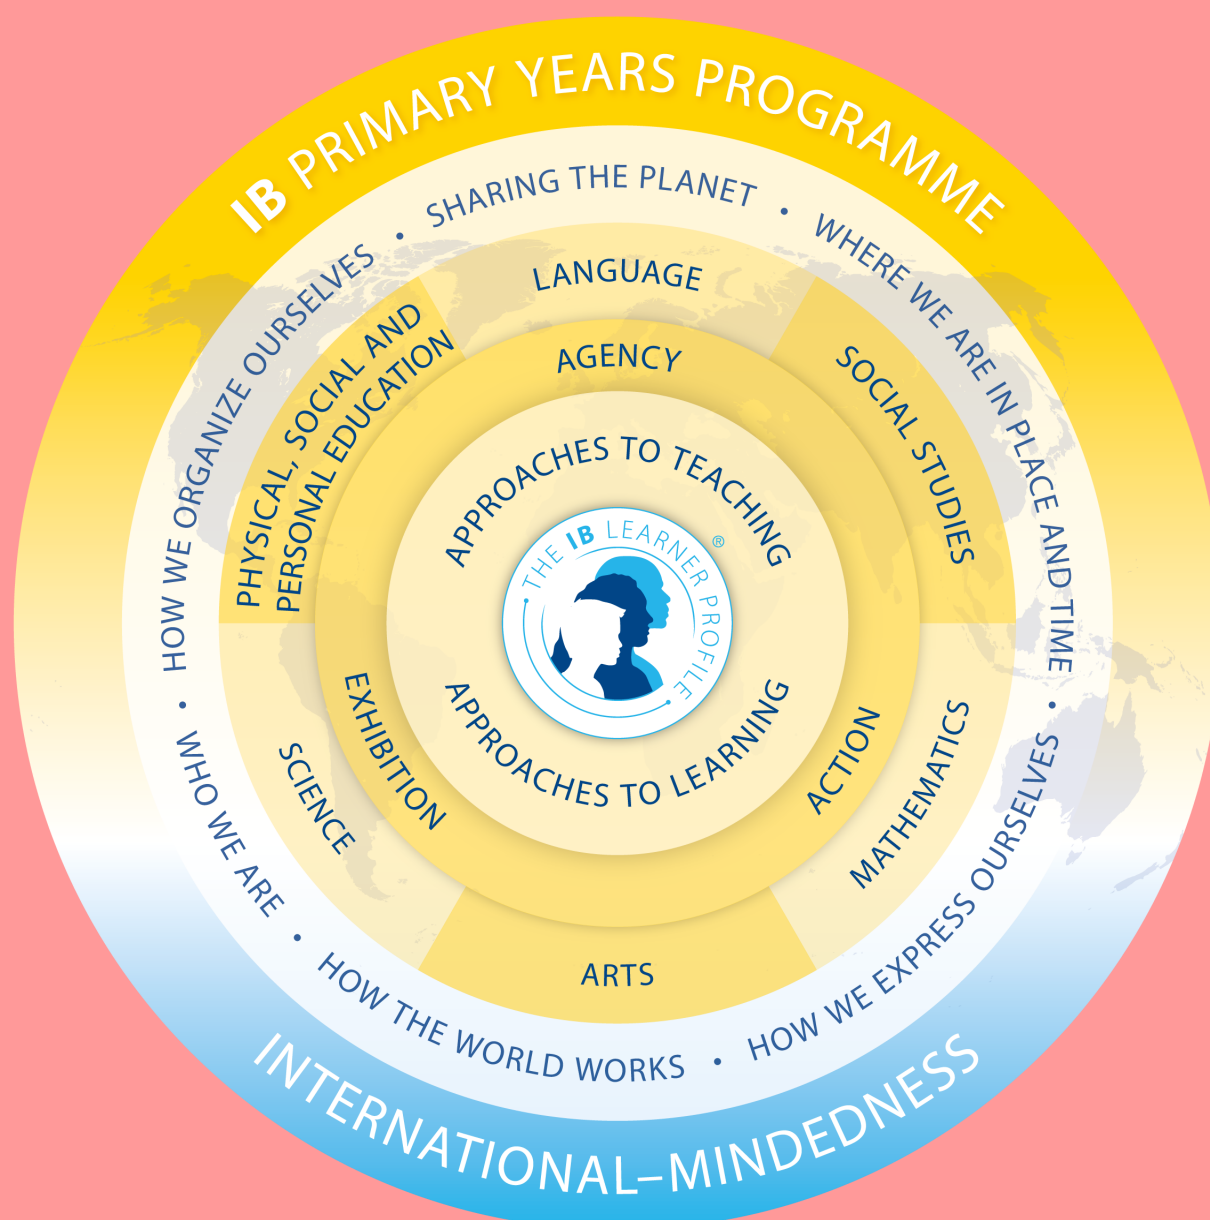 IB PRIMARY YEARS PROGRAMME
SHARING THE PLANET
•
WHERE WE ARE IN PLACE AND TIME
•
HOW WE EXPRESS OURSELVES
•
HOW THE WORLD WORKS
•
WHO WE ARE
•
HOW WE ORGANIZE OURSELVES
•
LANGUAGE
SOCIAL STUDIES
MATHEMATICS
ARTS
SCIENCE
PHYSICAL, SOCIAL AND
PERSONAL EDUCATION
AGENCY
ACTION
EXHIBITION
APPROACHES TO TEACHING
APPROACHES TO LEARNING
THE IB LEARNER PROFILE ®
INTERNATIONAL–MINDEDNESS